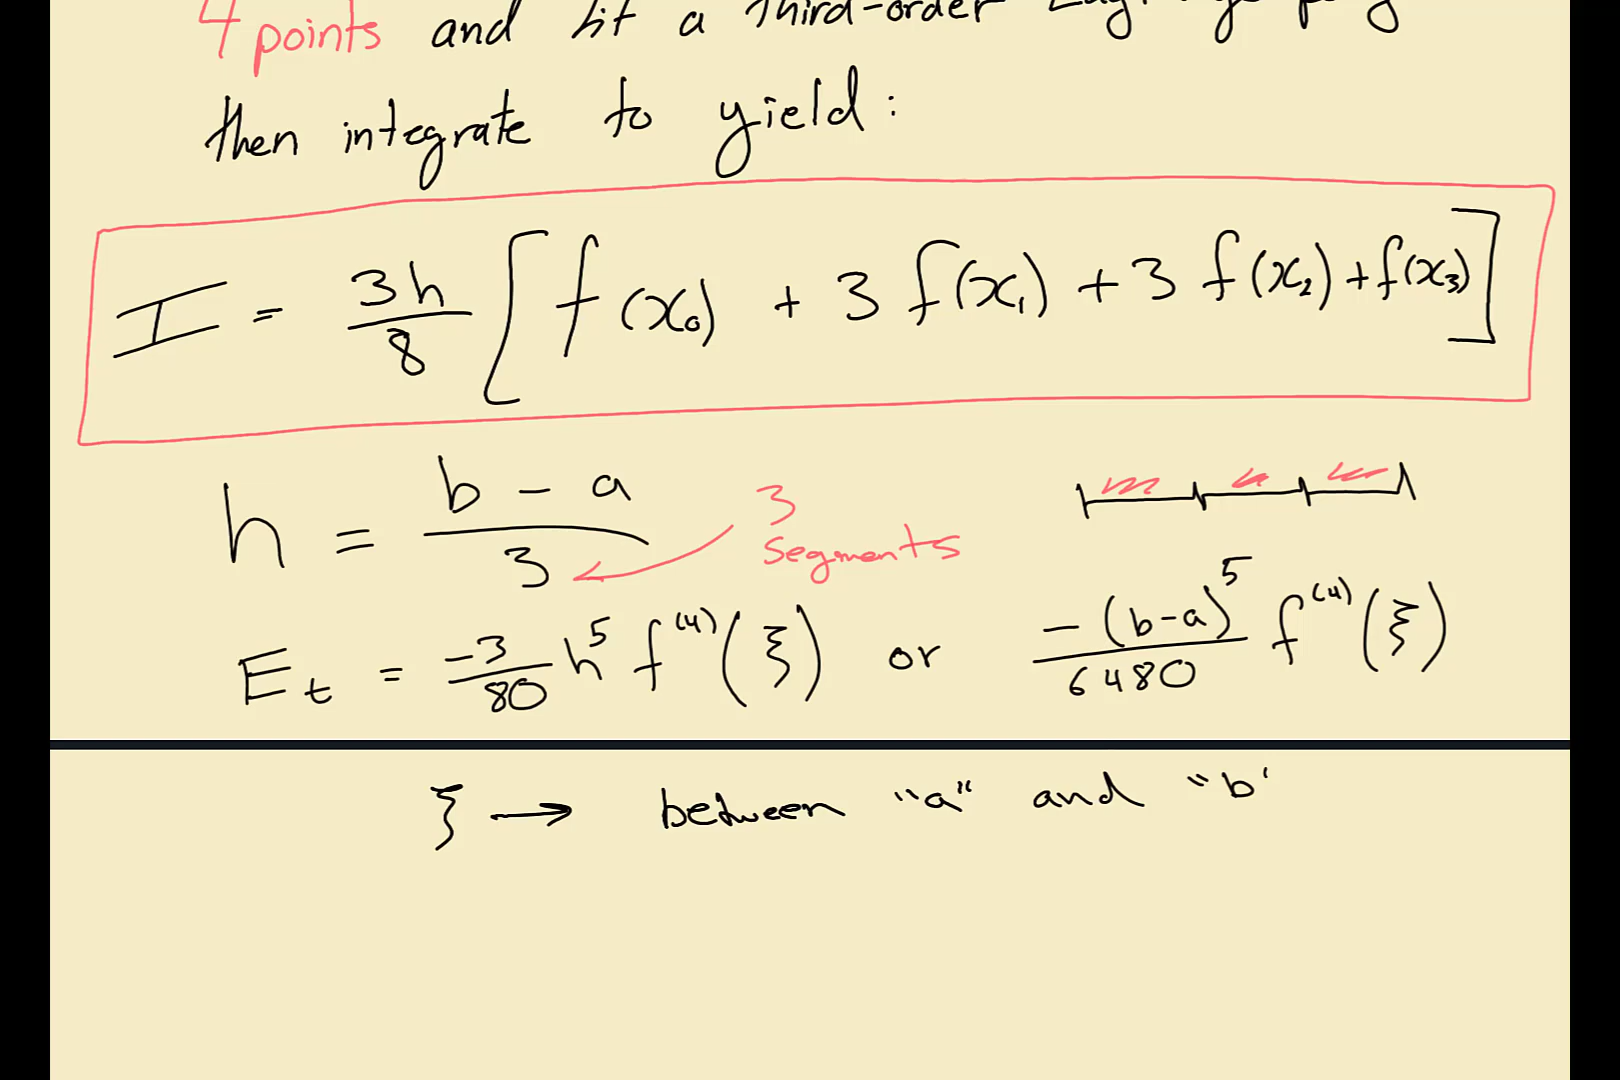 4 points and fit a third-order
then integrate to yield:
I = 3h/8 [f(x₀) + 3 f(x₁) + 3 f(x₂) + f(x₃)]
h = b - a / 3
3 segments
Eₜ = -3/80 h⁵ f⁽⁴⁾(ξ) or -(b-a)⁵/6480 f⁽⁴⁾(ξ)
ξ → between "a" and "b'